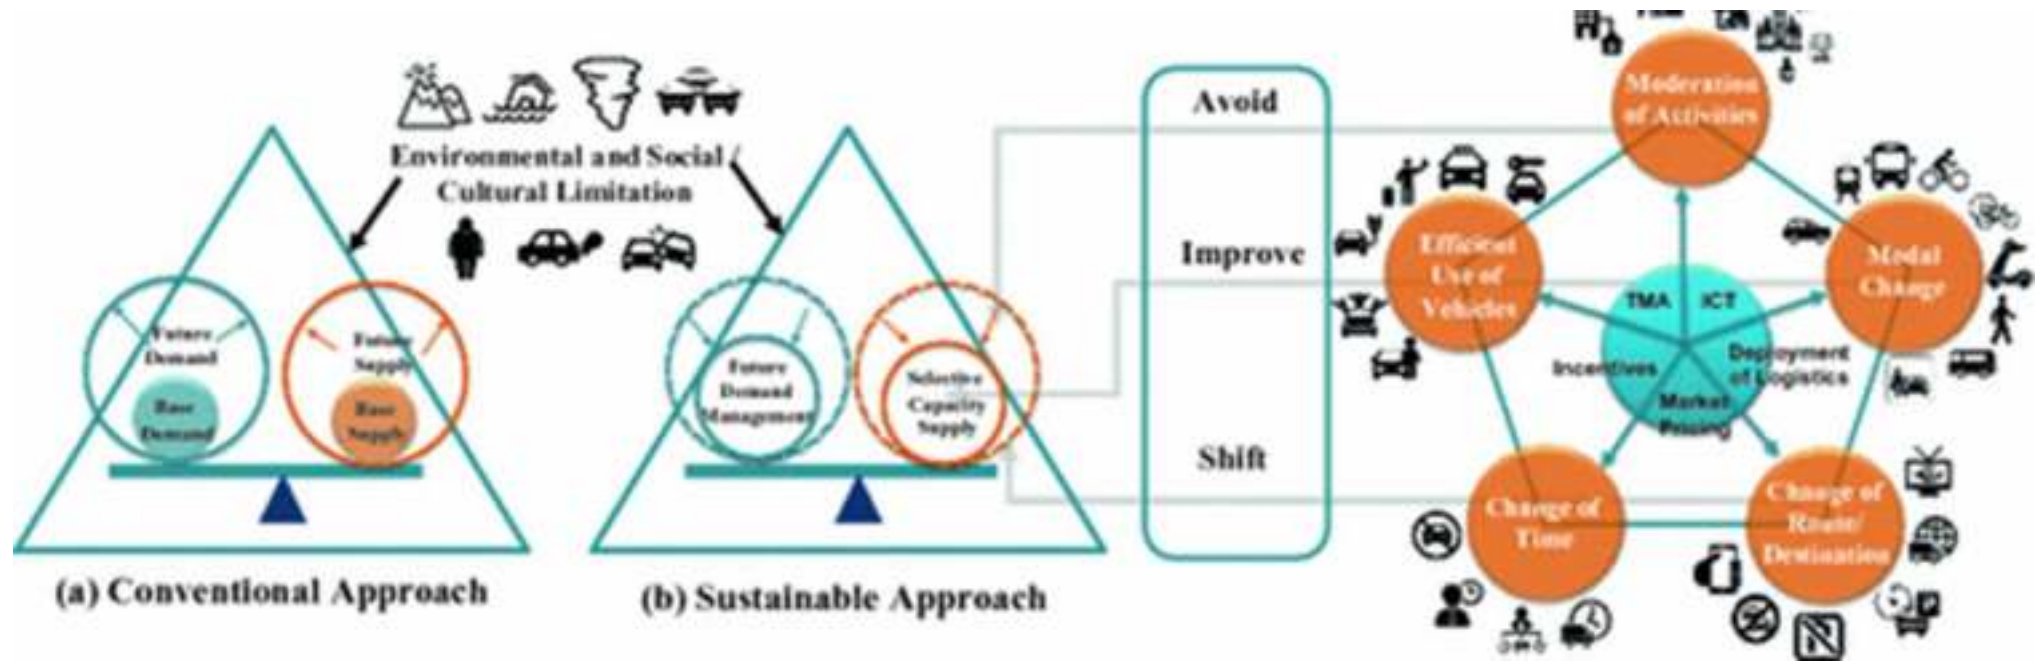 Environmental and Social /
Cultural Limitation
Future
Demand
Base
Demand
Future
Supply
Base
Supply
(a) Conventional Approach
Future
Demand
Management
Selective
Capacity
Supply
(b) Sustainable Approach
Avoid
Improve
Shift
Moderation
of Activities
Efficient
Use of
Vehicles
Modal
Change
TMA
ICT
Incentives
Deployment
of Logistics
Market
Pricing
Change of
Time
Change of
Route/
Destination